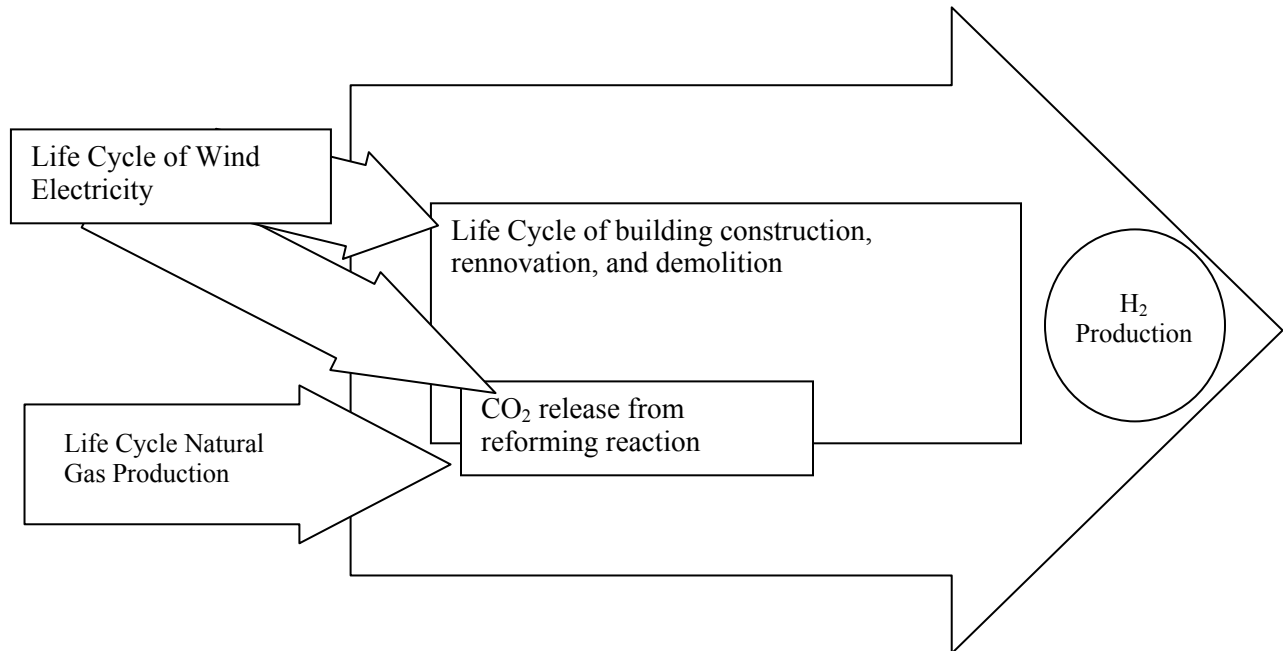 Life Cycle of Wind
Electricity
Life Cycle of building construction,
rennovation, and demolition
H₂
Production
CO₂ release from
reforming reaction
Life Cycle Natural
Gas Production